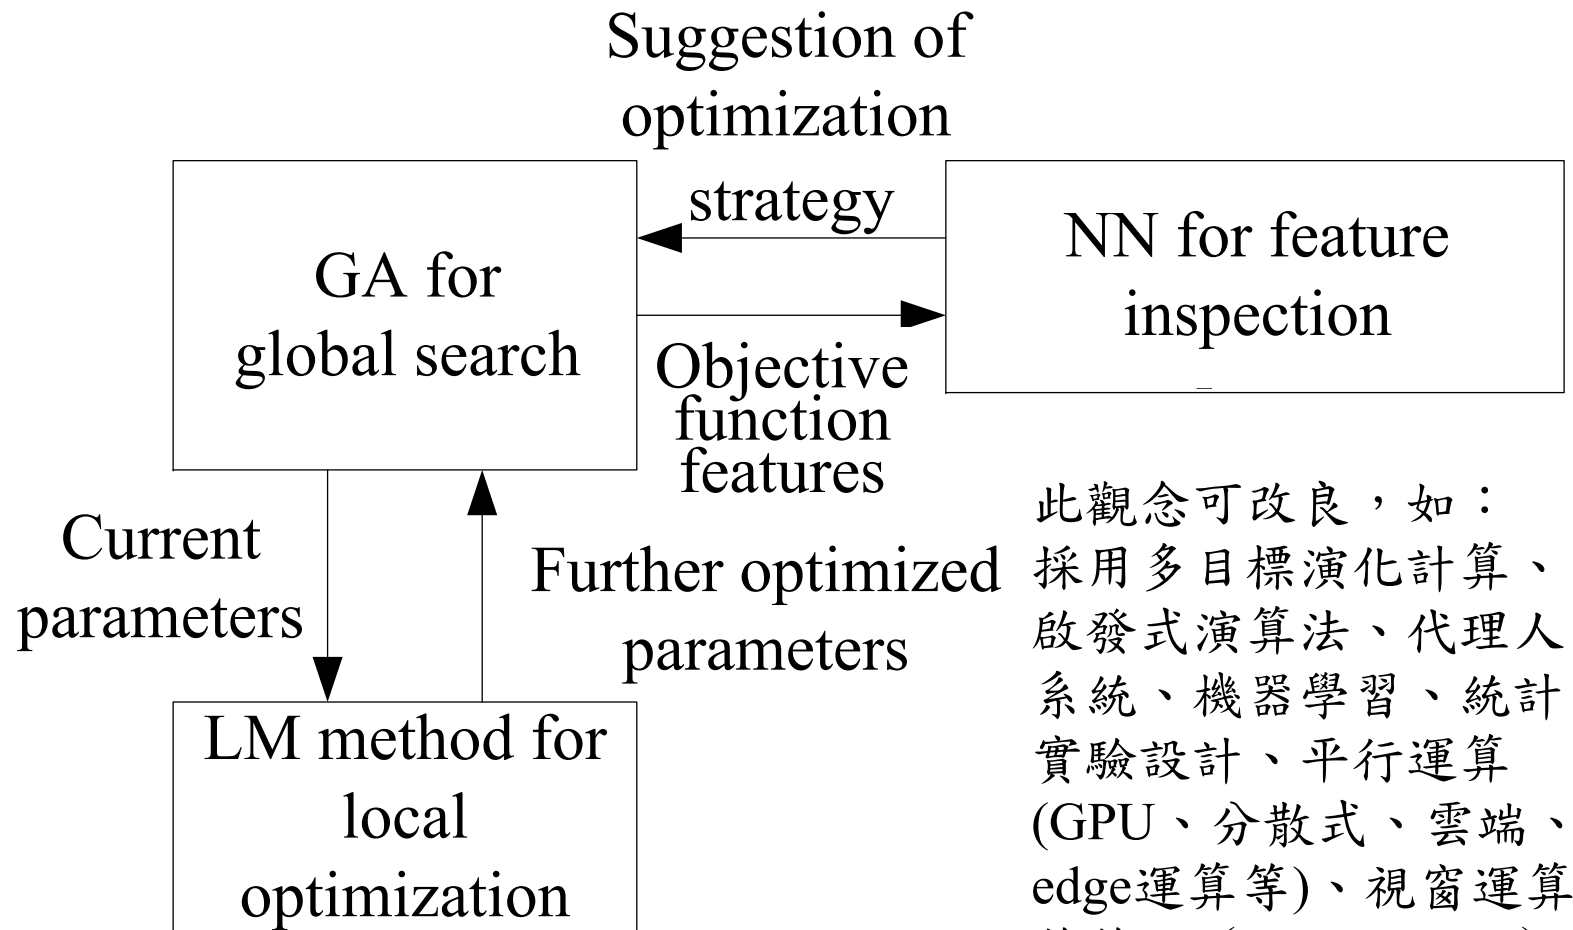 Suggestion of
optimization
strategy
GA for
global search
NN for feature
inspection
Objective
function
features
Current
parameters
Further optimized
parameters
LM method for
local
optimization
此觀念可改良，如：
採用多目標演化計算、
啟發式演算法、代理人
系統、機器學習、統計
實驗設計、平行運算
(GPU、分散式、雲端、
edge運算等)、視窗運算